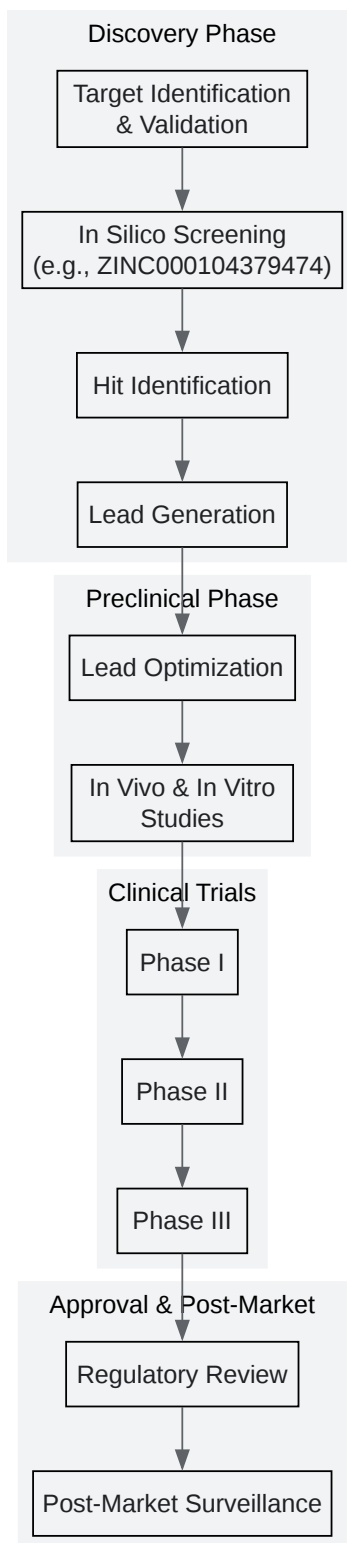 Discovery Phase
Target Identification
& Validation
In Silico Screening
(e.g., ZINC000104379474)
Hit Identification
Lead Generation
Preclinical Phase
Lead Optimization
In Vivo & In Vitro
Studies
Clinical Trials
Phase I
Phase II
Phase III
Approval & Post-Market
Regulatory Review
Post-Market Surveillance